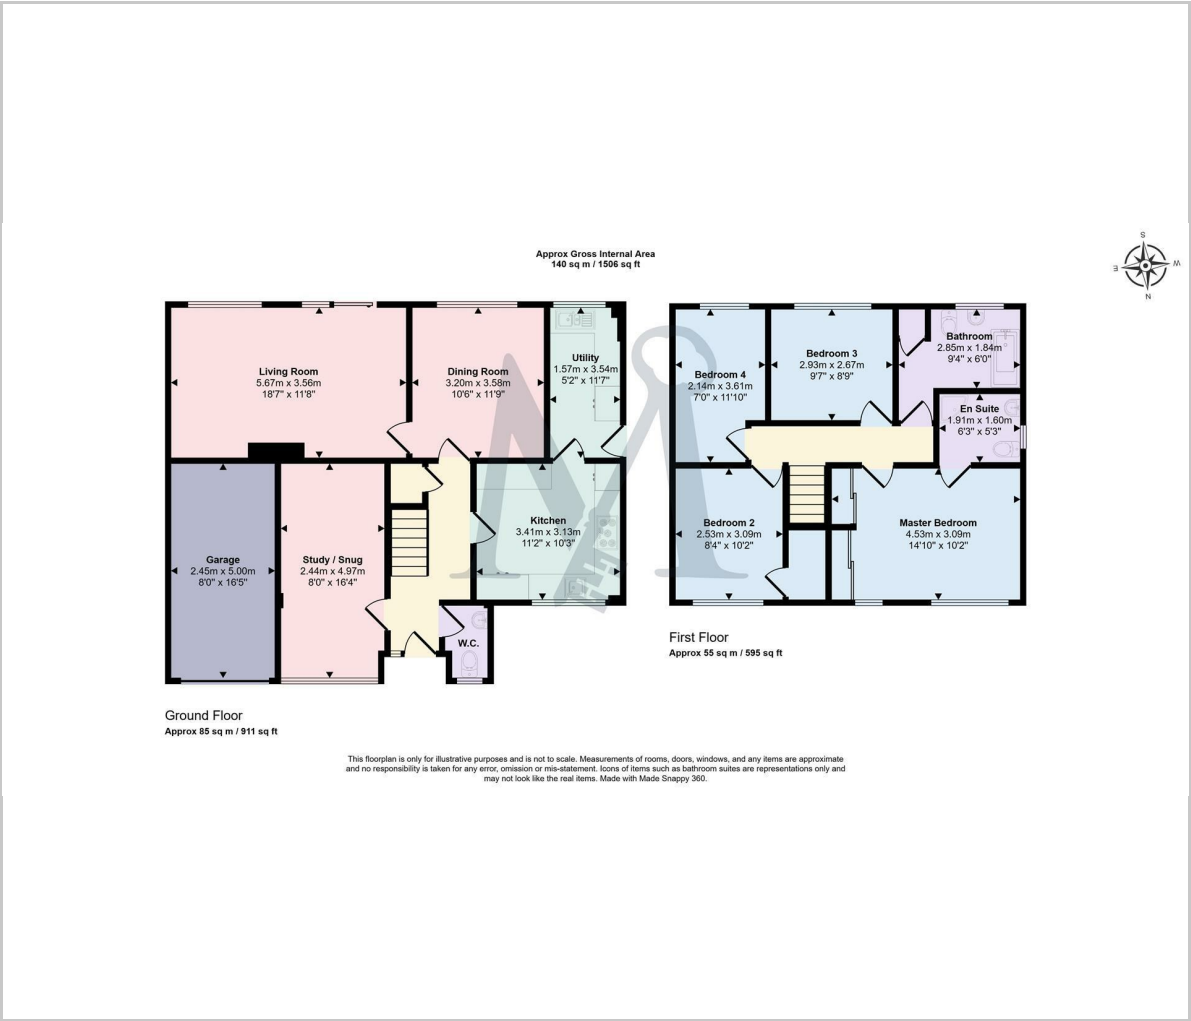 Approx Gross Internal Area
140 sq m / 1506 sq ft
S
E
W
N
Living Room
5.67m x 3.56m
18'7" x 11'8"
Dining Room
3.20m x 3.58m
10'6" x 11'9"
Utility
1.57m x 3.54m
5'2" x 11'7"
Garage
2.45m x 5.00m
8'0" x 16'5"
Study / Snug
2.44m x 4.97m
8'0" x 16'4"
Kitchen
3.41m x 3.13m
11'2" x 10'3"
W.C.
Ground Floor
Approx 85 sq m / 911 sq ft
Bedroom 4
2.14m x 3.61m
7'0" x 11'10"
Bedroom 3
2.93m x 2.67m
9'7" x 8'9"
Bathroom
2.85m x 1.84m
9'4" x 6'0"
En Suite
1.91m x 1.60m
6'3" x 5'3"
Bedroom 2
2.53m x 3.09m
8'4" x 10'2"
Master Bedroom
4.53m x 3.09m
14'10" x 10'2"
First Floor
Approx 55 sq m / 595 sq ft
This floorplan is only for illustrative purposes and is not to scale. Measurements of rooms, doors, windows, and any items are approximate
and no responsibility is taken for any error, omission or mis-statement. Icons of items such as bathroom suites are representations only and
may not look like the real items. Made with Made Snappy 360.